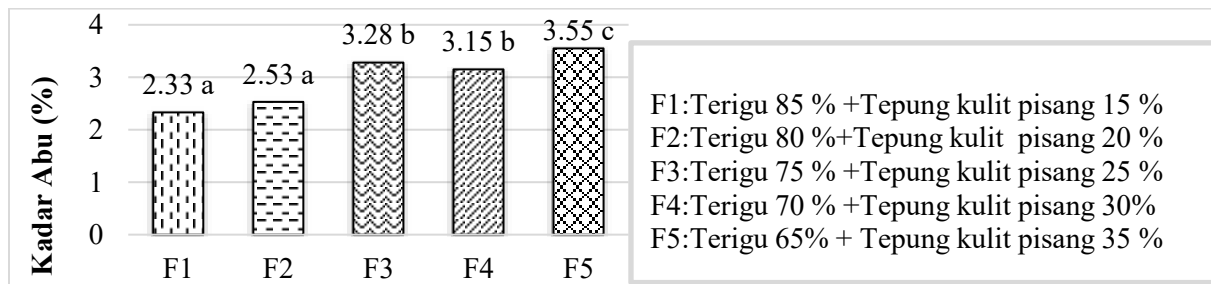 Kadar Abu (%)
4
3
2
1
0
2.33 a
2.53 a
3.28 b
3.15 b
3.55 c
F1
F2
F3
F4
F5
F1:Terigu 85 % +Tepung kulit pisang 15 %
F2:Terigu 80 %+Tepung kulit  pisang 20 %
F3:Terigu 75 % +Tepung kulit pisang 25 %
F4:Terigu 70 % +Tepung kulit pisang 30%
F5:Terigu 65% + Tepung kulit pisang 35 %